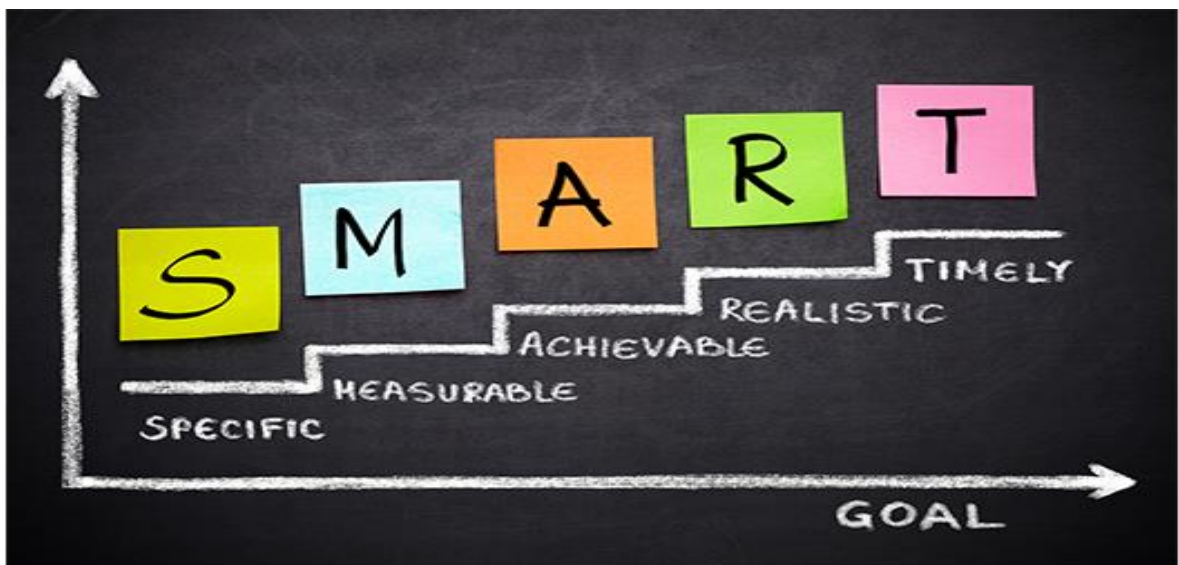 S M A R T
SPECIFIC
MEASURABLE
ACHIEVABLE
REALISTIC
TIMELY
GOAL